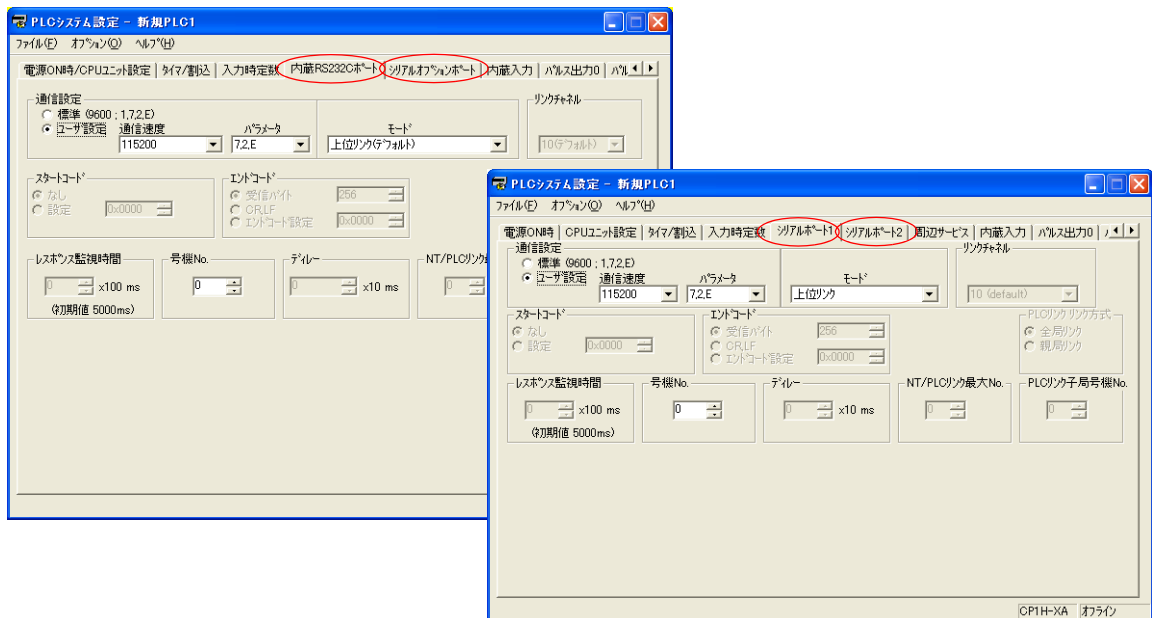 PLCシステム設定 - 新規PLC1
ファイル(F) オプション(O) ヘルプ(H)
電源ON時/CPUユニット設定 タイマ/割込 入力時定数 内蔵RS232Cポート シリアルオプションポート 内蔵入力 パルス出力0 パル
通信設定 リンクチャネル
標準 (9600 ; 1,7,2,E)
ユーザ設定 通信速度 パラメータ モード
115200 7,2,E 上位リンク(デフォルト) 10(デフォルト)
スタートコード エンドコード
なし 受信バイト 256
設定 0x0000 CR,LF
エンドコード設定 0x0000
レスポンス監視時間 号機No. ディレー NT/PLCリンク
0 x100 ms 0 0 x10 ms 0
(初期値 5000ms)
PLCシステム設定 - 新規PLC1
ファイル(F) オプション(O) ヘルプ(H)
電源ON時 CPUユニット設定 タイマ/割込 入力時定数 シリアルポート1 シリアルポート2 周辺サービス 内蔵入力 パルス出力0
通信設定 リンクチャネル
標準 (9600 ; 1,7,2,E)
ユーザ設定 通信速度 パラメータ モード
115200 7,2,E 上位リンク 10 (default)
スタートコード エンドコード PLCリンク リンク方式
なし 受信バイト 256 全局リンク
設定 0x0000 CR,LF 親局リンク
エンドコード設定 0x0000
レスポンス監視時間 号機No. ディレー NT/PLCリンク最大No. PLCリンク子局号機No.
0 x100 ms 0 0 x10 ms 0 0
(初期値 5000ms)
CP1H-XA オフライン